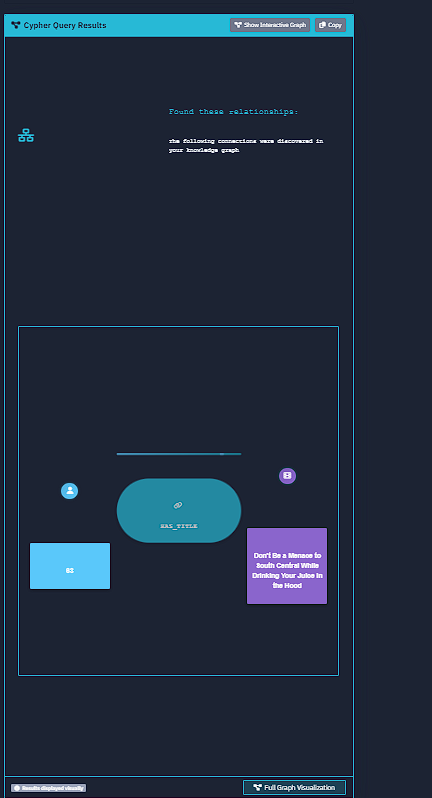 Cypher Query Results
Show Interactive Graph
Copy
Found these relationships:
The following connections were discovered in
your knowledge graph
HAS_TITLE
Don't Be a Menace to
South Central While
Drinking Your Juice in
the Hood
Results displayed visually
Full Graph Visualization